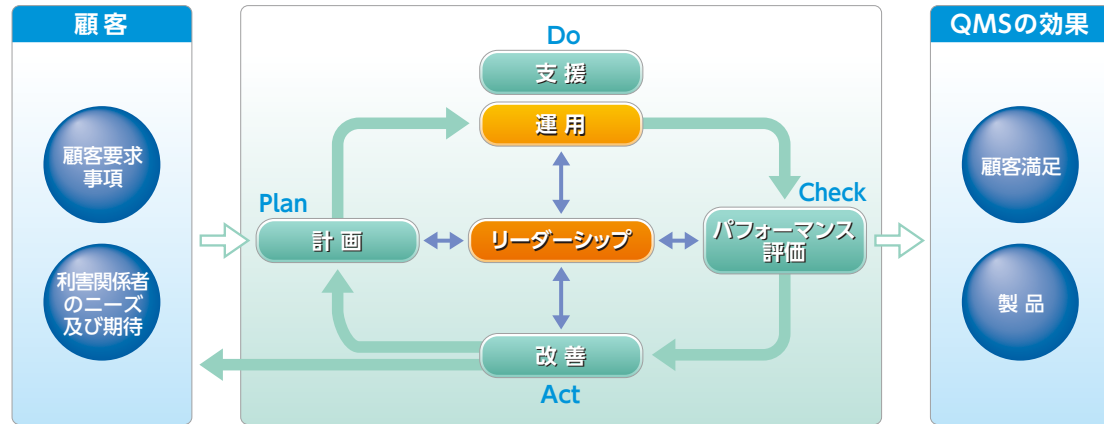 顧客
顧客要求
事項
利害関係者
のニーズ
及び期待
Do
支援
運用
Plan
計画
リーダーシップ
Check
パフォーマンス
評価
改善
Act
QMSの効果
顧客満足
製品